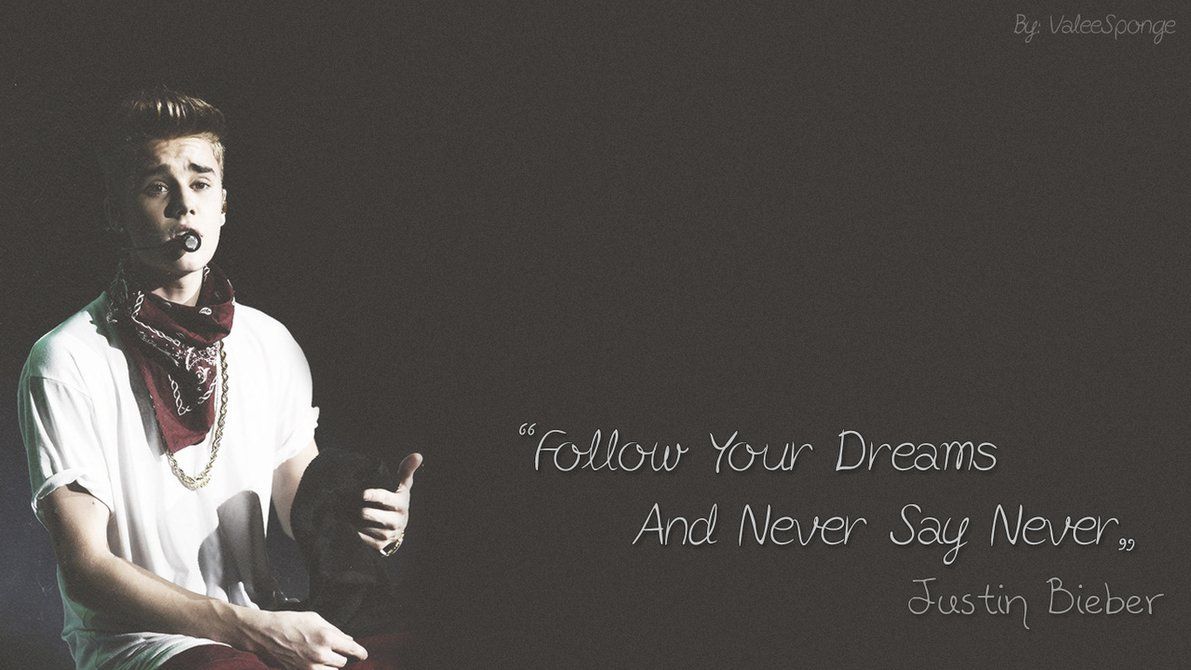 By: ValeeSponge
“Follow Your Dreams
And Never Say Never„
Justin Bieber